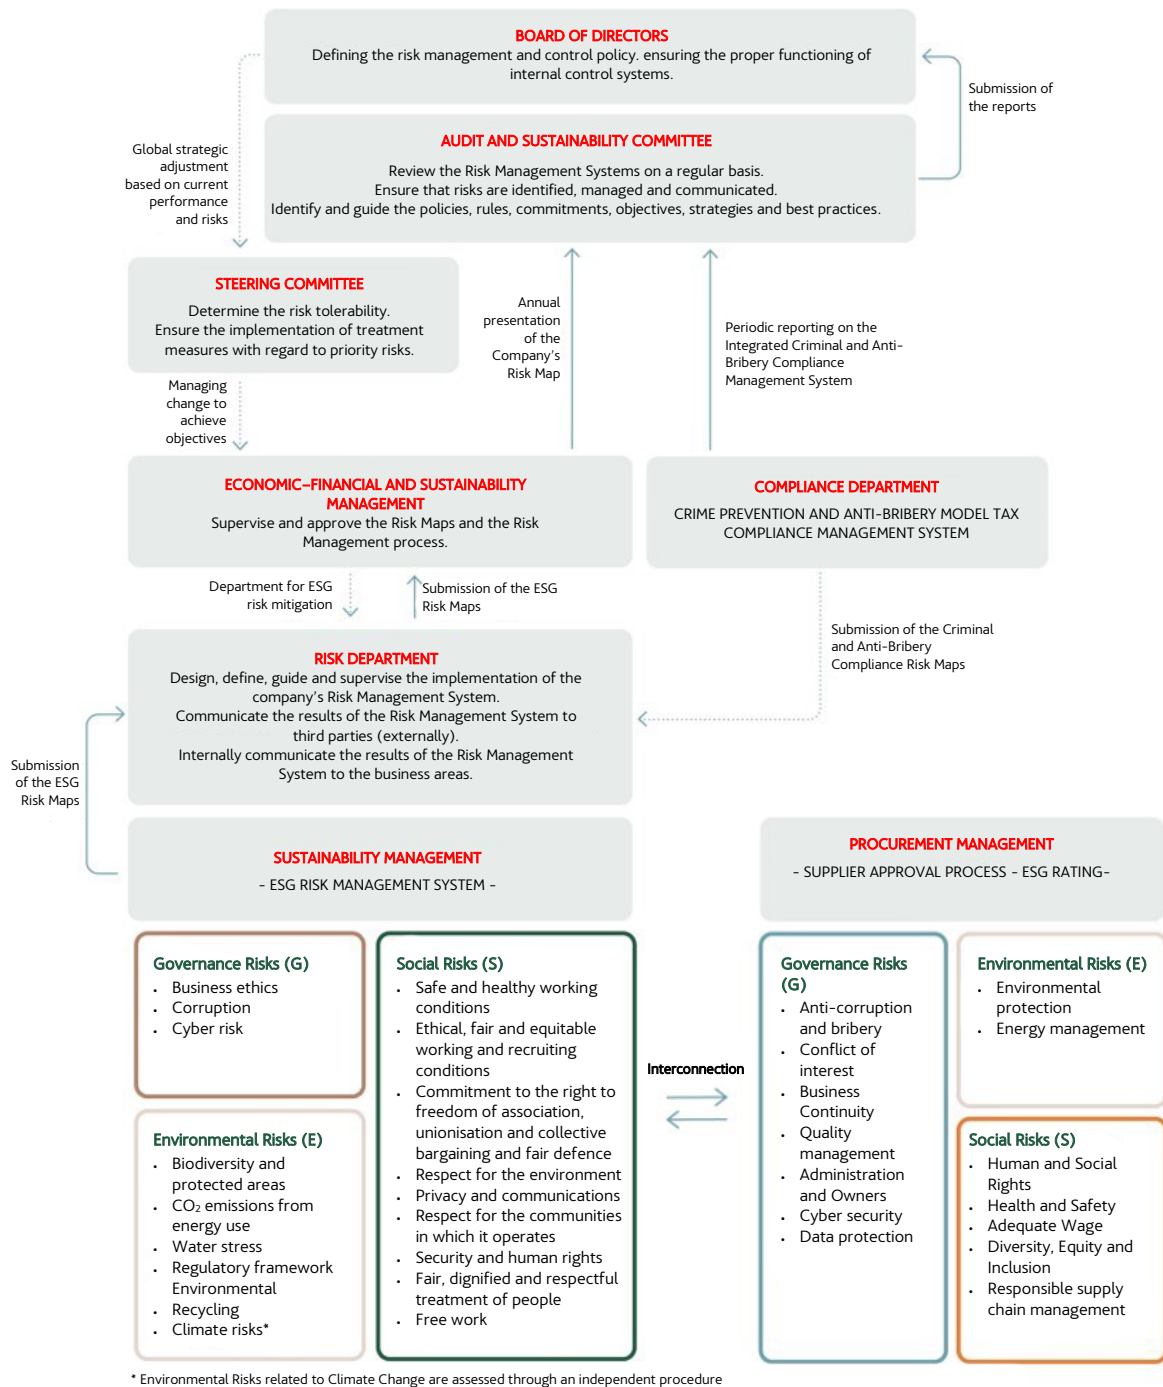 BOARD OF DIRECTORS
Defining the risk management and control policy. ensuring the proper functioning of
internal control systems.
Submission of
the reports
AUDIT AND SUSTAINABILITY COMMITTEE
Review the Risk Management Systems on a regular basis.
Ensure that risks are identified, managed and communicated.
Identify and guide the policies, rules, commitments, objectives, strategies and best practices.
Global strategic
adjustment
based on current
performance
and risks
STEERING COMMITTEE
Determine the risk tolerability.
Ensure the implementation of treatment
measures with regard to priority risks.
Annual
presentation
of the
Company's
Risk Map
Periodic reporting on the
Integrated Criminal and Anti-
Bribery Compliance
Management System
Managing
change to
achieve
objectives
ECONOMIC–FINANCIAL AND SUSTAINABILITY
MANAGEMENT
Supervise and approve the Risk Maps and the Risk
Management process.
COMPLIANCE DEPARTMENT
CRIME PREVENTION AND ANTI-BRIBERY MODEL TAX
COMPLIANCE MANAGEMENT SYSTEM
Department for ESG
risk mitigation
Submission of the ESG
Risk Maps
Submission of the Criminal
and Anti-Bribery
Compliance Risk Maps
RISK DEPARTMENT
Design, define, guide and supervise the implementation of the
company's Risk Management System.
Communicate the results of the Risk Management System to
third parties (externally).
Internally communicate the results of the Risk Management
System to the business areas.
Submission
of the ESG
Risk Maps
SUSTAINABILITY MANAGEMENT
- ESG RISK MANAGEMENT SYSTEM -
PROCUREMENT MANAGEMENT
- SUPPLIER APPROVAL PROCESS - ESG RATING-
Governance Risks (G)
• Business ethics
• Corruption
• Cyber risk
Environmental Risks (E)
• Biodiversity and
protected areas
• CO₂ emissions from
energy use
• Water stress
• Regulatory framework
Environmental
• Recycling
• Climate risks*
Social Risks (S)
• Safe and healthy working
conditions
• Ethical, fair and equitable
working and recruiting
conditions
• Commitment to the right to
freedom of association,
unionisation and collective
bargaining and fair defence
• Respect for the environment
• Privacy and communications
• Respect for the communities
in which it operates
• Security and human rights
• Fair, dignified and respectful
treatment of people
• Free work
Interconnection
Governance Risks
(G)
• Anti-corruption
and bribery
• Conflict of
interest
• Business
Continuity
• Quality
management
• Administration
and Owners
• Cyber security
• Data protection
Environmental Risks (E)
• Environmental
protection
• Energy management
Social Risks (S)
• Human and Social
Rights
• Health and Safety
• Adequate Wage
• Diversity, Equity and
Inclusion
• Responsible supply
chain management
* Environmental Risks related to Climate Change are assessed through an independent procedure